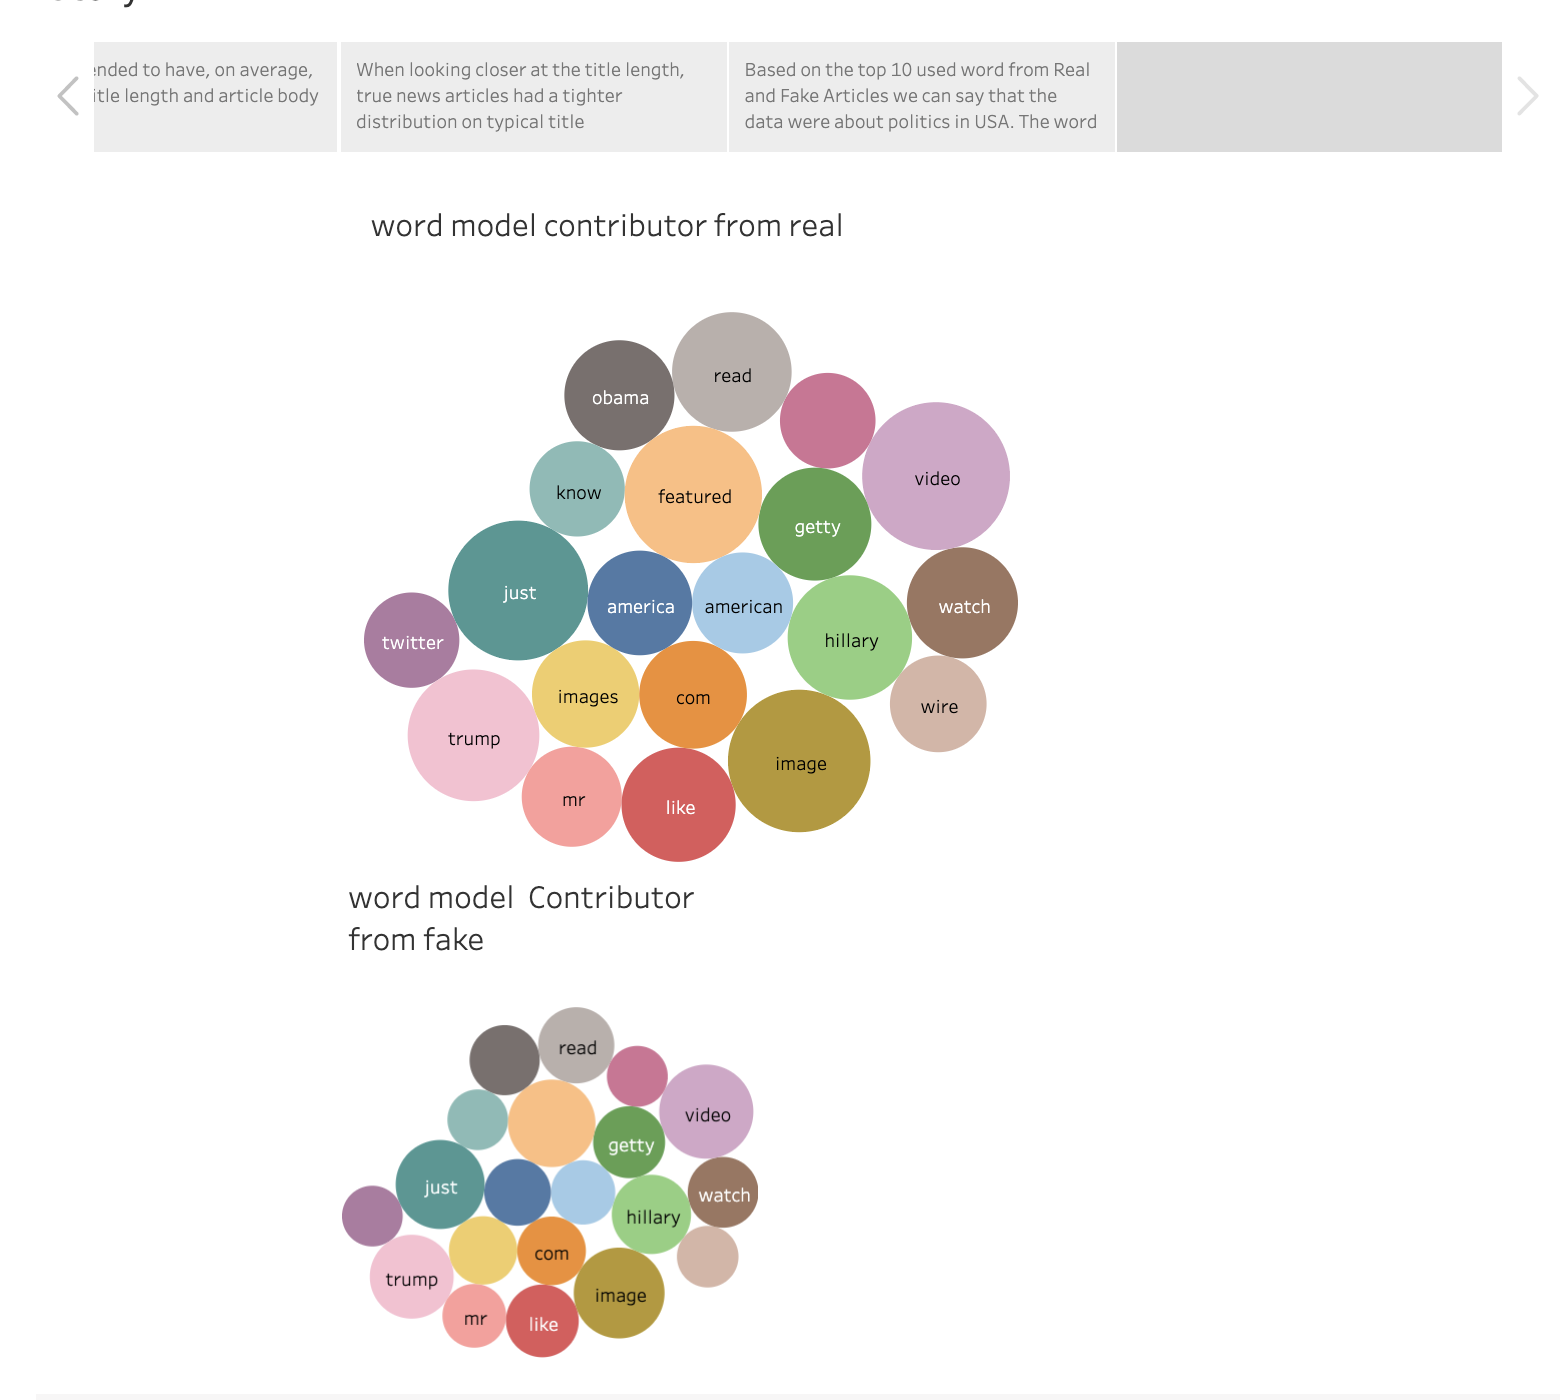 ended to have, on average,
itle length and article body
When looking closer at the title length,
true news articles had a tighter
distribution on typical title
Based on the top 10 used word from Real
and Fake Articles we can say that the
data were about politics in USA. The word
word model contributor from real
read
obama
video
know
featured
getty
just
america
american
watch
twitter
hillary
images
com
wire
trump
image
mr
like
word model Contributor
from fake
read
video
getty
just
watch
hillary
com
trump
image
mr
like